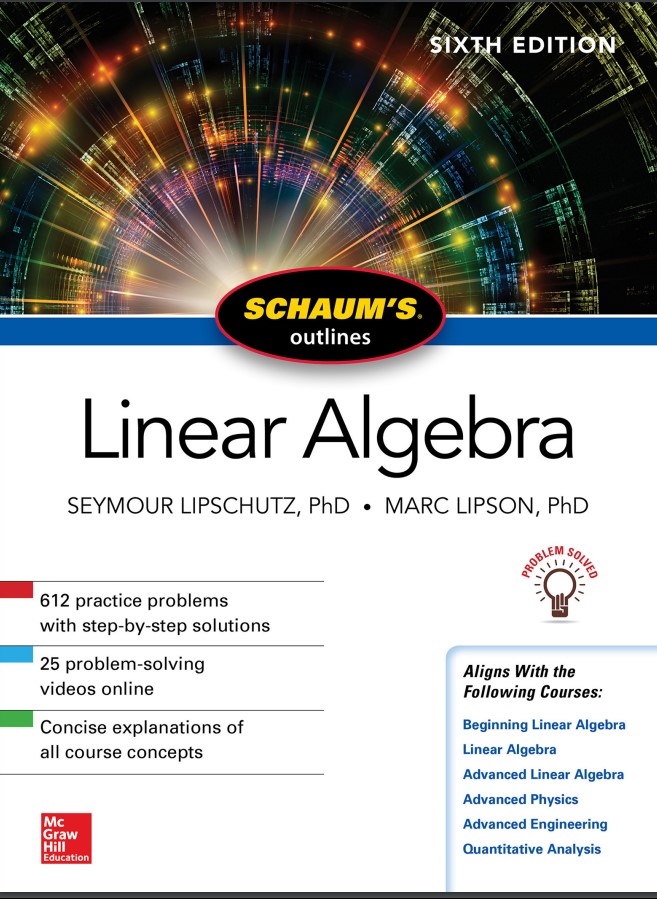 SIXTH EDITION
SCHAUM'S®
outlines
Linear Algebra
SEYMOUR LIPSCHUTZ, PhD • MARC LIPSON, PhD
PROBLEM SOLVED
612 practice problems
with step-by-step solutions
25 problem-solving
videos online
Concise explanations of
all course concepts
Aligns With the
Following Courses:
Beginning Linear Algebra
Linear Algebra
Advanced Linear Algebra
Advanced Physics
Advanced Engineering
Quantitative Analysis
Mc
Graw
Hill
Education